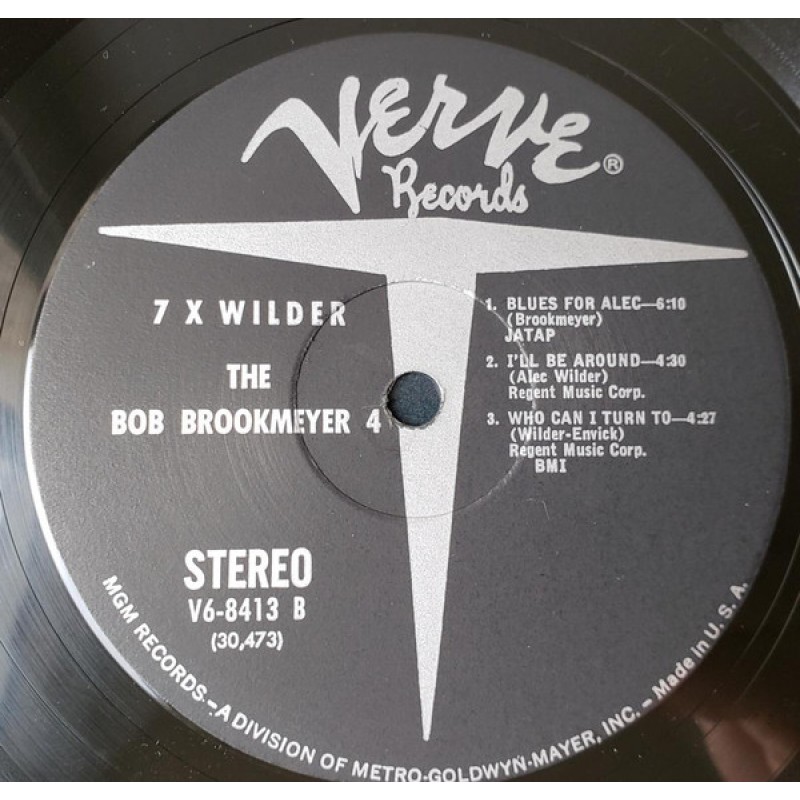 VERVE ®
Records
7 X WILDER
THE
BOB BROOKMEYER 4
1. BLUES FOR ALEC—6:10
(Brookmeyer)
JATAP
2. I'LL BE AROUND—4:30
(Alec Wilder)
Regent Music Corp.
3. WHO CAN I TURN TO—4:27
(Wilder-Envick)
Regent Music Corp.
BMI
STEREO
V6-8413 B
(30,473)
MGM RECORDS—A DIVISION OF METRO-GOLDWYN-MAYER, INC. – Made in U. S. A.